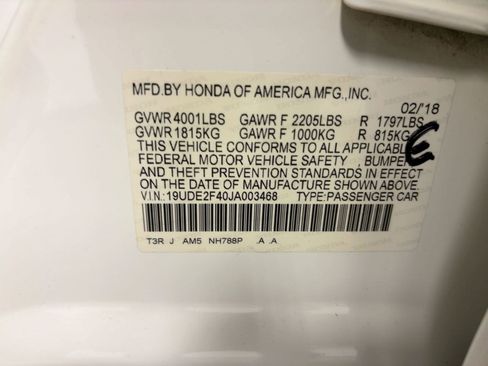 MFD.BY HONDA OF AMERICA MFG.,INC.
02/'18
GVWR 4001LBS GAWR F 2205LBS R 1797LBS
GVWR 1815KG GAWR F 1000KG R 815KG
THIS VEHICLE CONFORMS TO ALL APPLICABLE
FEDERAL MOTOR VEHICLE SAFETY , BUMPER
AND THEFT PREVENTION STANDARDS IN EFFECT
ON THE DATE OF MANUFACTURE SHOWN ABOVE.
V.I.N.: 19UDE2F40JA003468 TYPE:PASSENGER CAR
T3R J AM5 NH788P .A .A
E